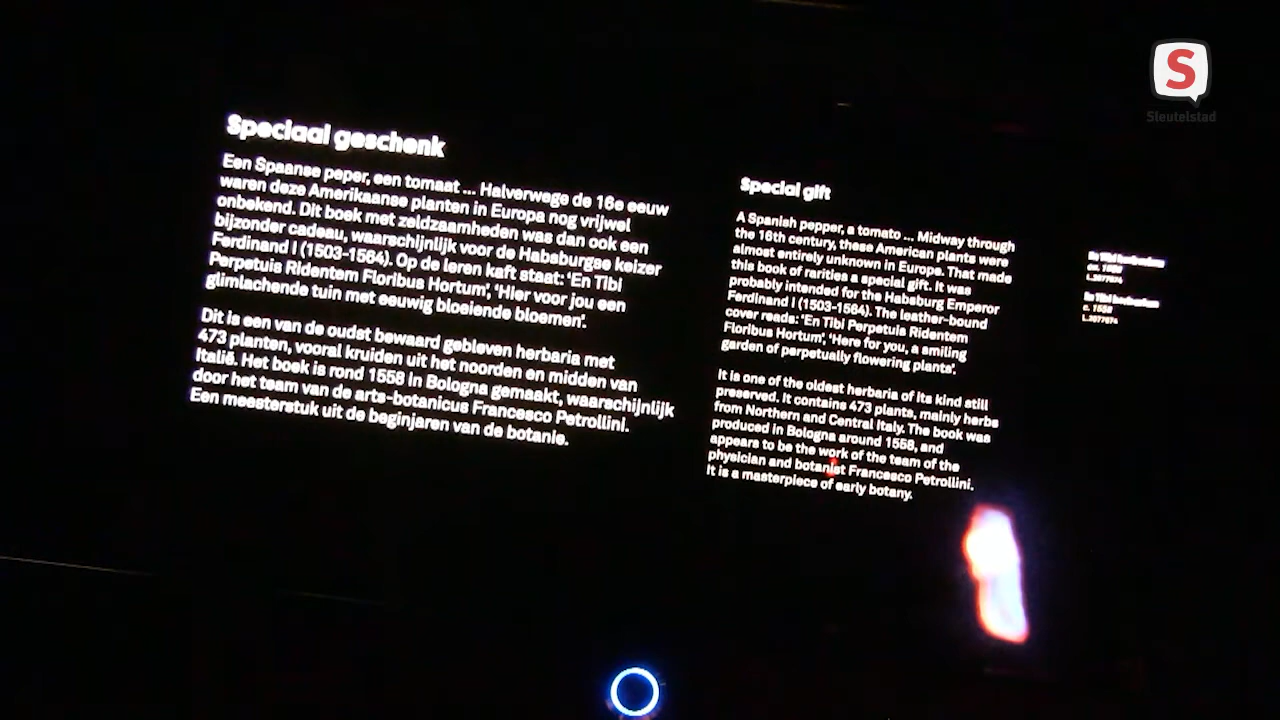 Speciaal geschenk
Een Spaanse peper, een tomaat ... Halverwege de 16e eeuw
waren deze Amerikaanse planten in Europa nog vrijwel
onbekend. Dit boek met zeldzaamheden was dan ook een
bijzonder cadeau, waarschijnlijk voor de Habsburgse keizer
Ferdinand I (1503-1564). Op de leren kaft staat: ‘En Tibi
Perpetuis Ridentem Floribus Hortum’, ‘Hier voor jou een
glimlachende tuin met eeuwig bloeiende bloemen’.
Dit is een van de oudst bewaard gebleven herbaria met
473 planten, vooral kruiden uit het noorden en midden van
Italië. Het boek is rond 1558 in Bologna gemaakt, waarschijnlijk
door het team van de arts-botanicus Francesco Petrollini.
Een meesterstuk uit de beginjaren van de botanie.
Special gift
A Spanish pepper, a tomato ... Midway through
the 16th century, these American plants were
almost entirely unknown in Europe. That made
this book of rarities a special gift. It was
probably intended for the Habsburg Emperor
Ferdinand I (1503-1564). The leather-bound
cover reads: ‘En Tibi Perpetuis Ridentem
Floribus Hortum’, ‘Here for you, a smiling
garden of perpetually flowering plants’.
It is one of the oldest herbaria of its kind still
preserved. It contains 473 plants, mainly herbs
from Northern and Central Italy. The book was
produced in Bologna around 1558, and
appears to be the work of the team of the
physician and botanist Francesco Petrollini.
It is a masterpiece of early botany.
En Tibi herbarium
ca. 1558
En Tibi herbarium
c. 1558
S
Sleutelstad